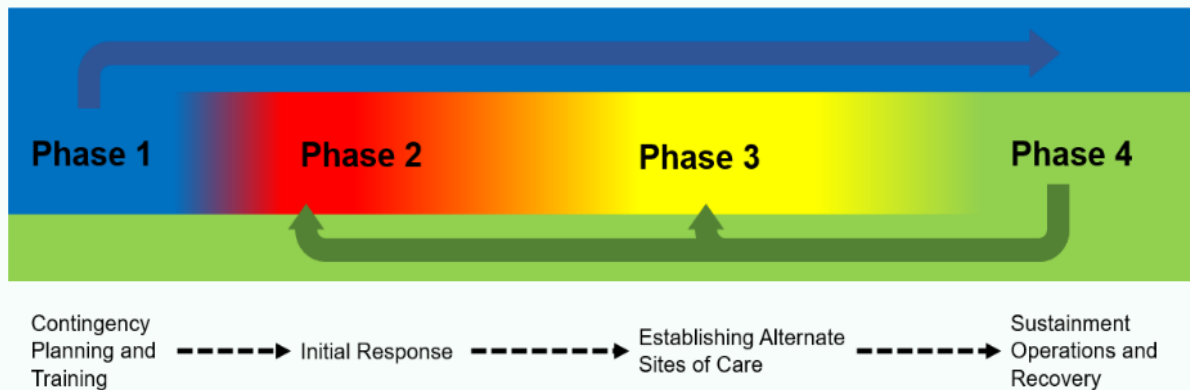 Phase 1
Phase 2
Phase 3
Phase 4
Contingency
Planning and
Training
Initial Response
Establishing Alternate
Sites of Care
Sustainment
Operations and
Recovery